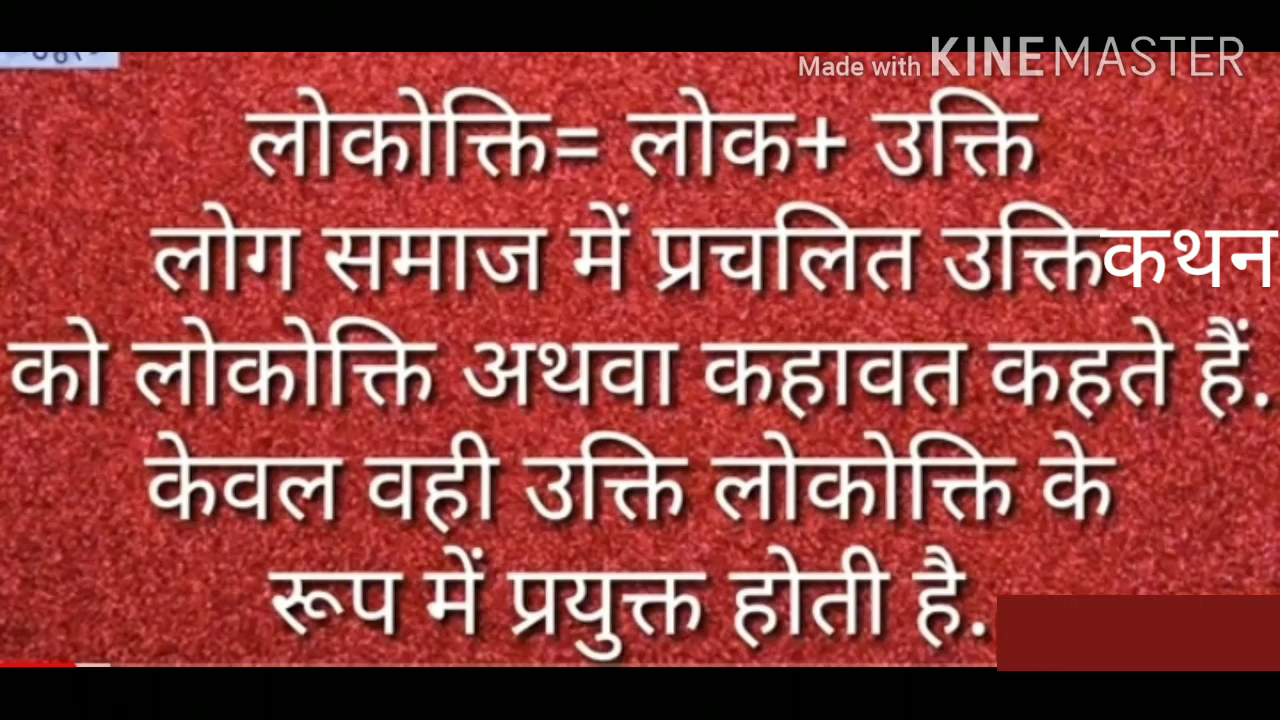 Made with KINEMASTER
लोकोक्ति= लोक+ उक्ति
लोग समाज में प्रचलित उक्तिकथन
को लोकोक्ति अथवा कहावत कहते हैं.
केवल वही उक्ति लोकोक्ति के
रूप में प्रयुक्त होती है.